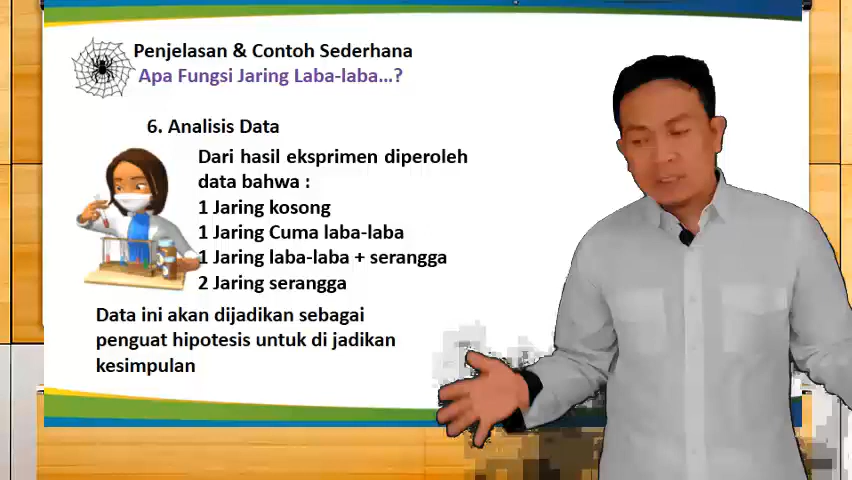 Penjelasan & Contoh Sederhana
Apa Fungsi Jaring Laba-laba...?
6. Analisis Data
Dari hasil eksprimen diperoleh
data bahwa :
1 Jaring kosong
1 Jaring Cuma laba-laba
1 Jaring laba-laba + serangga
2 Jaring serangga
Data ini akan dijadikan sebagai
penguat hipotesis untuk di jadikan
kesimpulan